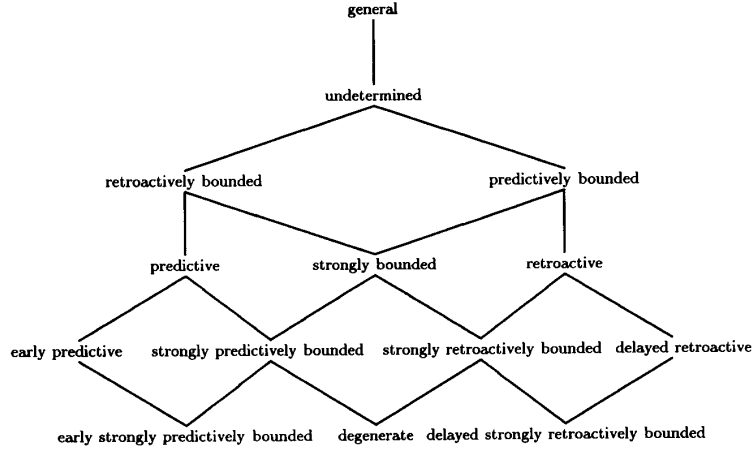 general
undetermined
retroactively bounded predictively bounded
predictive strongly bounded retroactive
early predictive strongly predictively bounded strongly retroactively bounded delayed retroactive
early strongly predictively bounded degenerate delayed strongly retroactively bounded